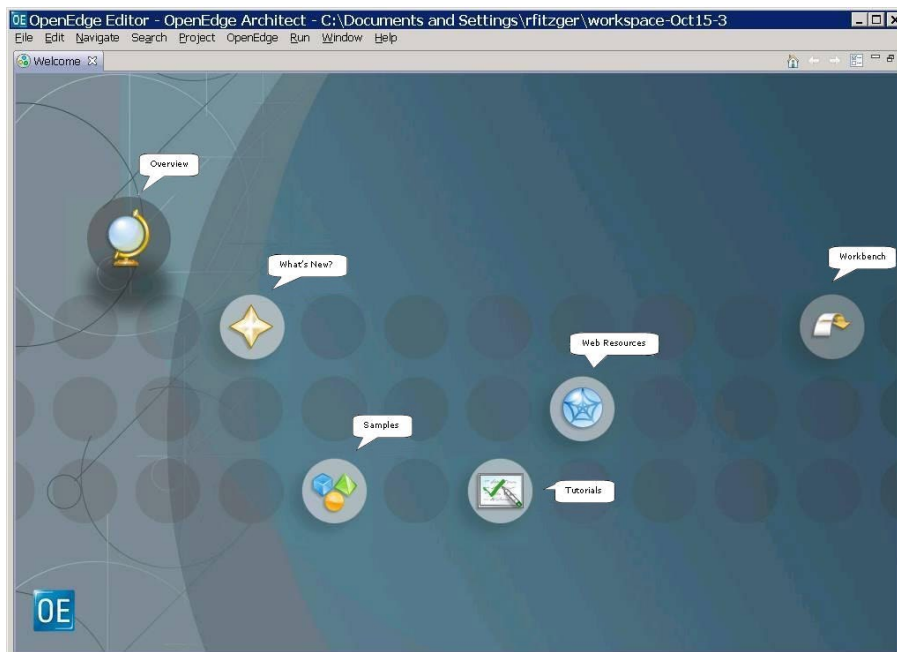 OE OpenEdge Editor - OpenEdge Architect - C:\Documents and Settings\rfitzger\workspace-Oct15-3
File Edit Navigate Search Project OpenEdge Run Window Help
Welcome
Overview
What's New?
Workbench
Web Resources
Samples
Tutorials
OE